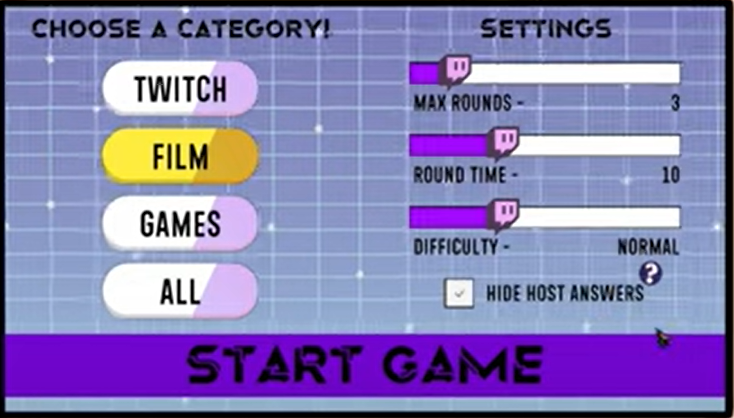 CHOOSE A CATEGORY!
TWITCH
FILM
GAMES
ALL
SETTINGS
MAX ROUNDS - 3
ROUND TIME - 10
DIFFICULTY - NORMAL
?
HIDE HOST ANSWERS
START GAME